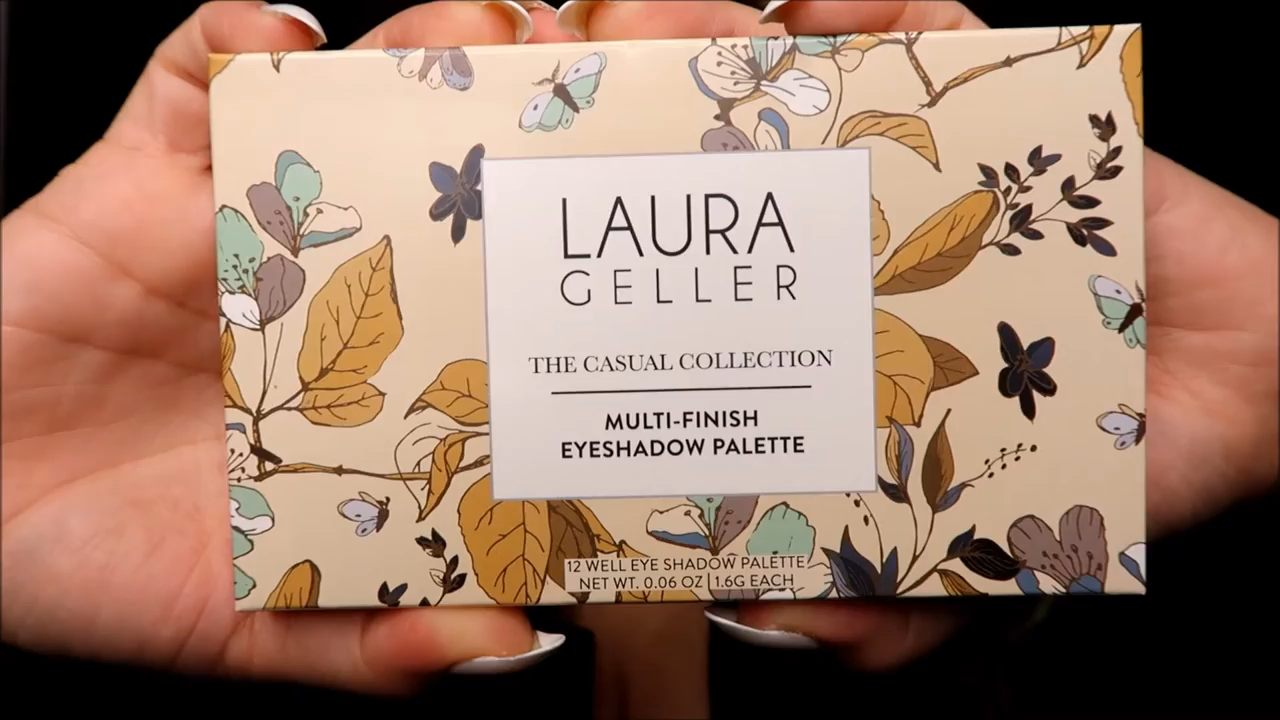 LAURA
GELLER
THE CASUAL COLLECTION
MULTI-FINISH
EYESHADOW PALETTE
12 WELL EYE SHADOW PALETTE
NET WT. 0.06 OZ | 1.6G EACH